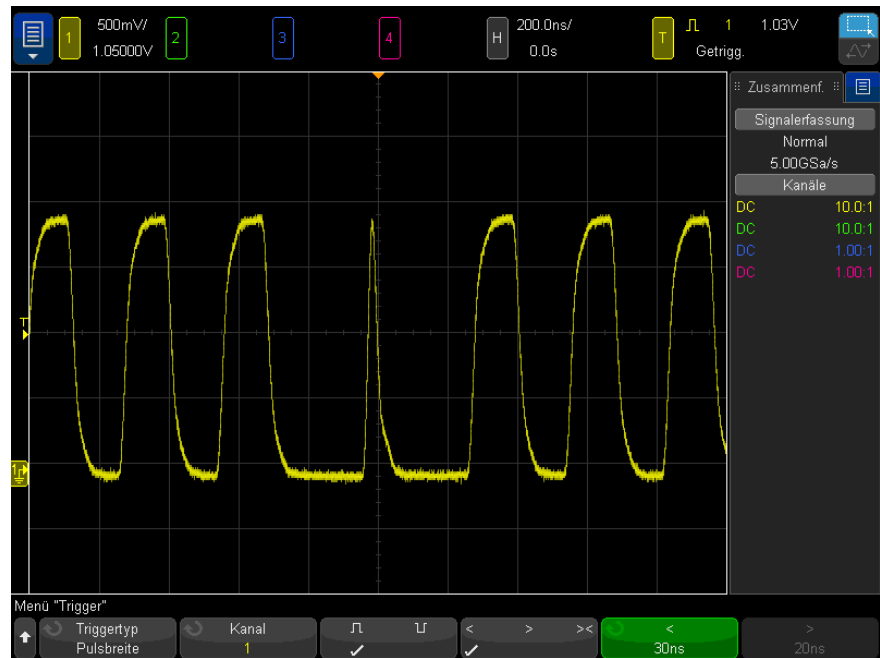 1 500mV/ 2 3 4 H 200.0ns/ T 1 1.03V
1.05000V 0.0s Getrigg.
Zusammenf.
Signalerfassung
Normal
5.00GSa/s
Kanäle
DC 10.0:1
DC 10.0:1
DC 1.00:1
DC 1.00:1
T
1
Menü "Trigger"
Triggertyp Kanal < > >< < >
Pulsbreite 1 30ns 20ns